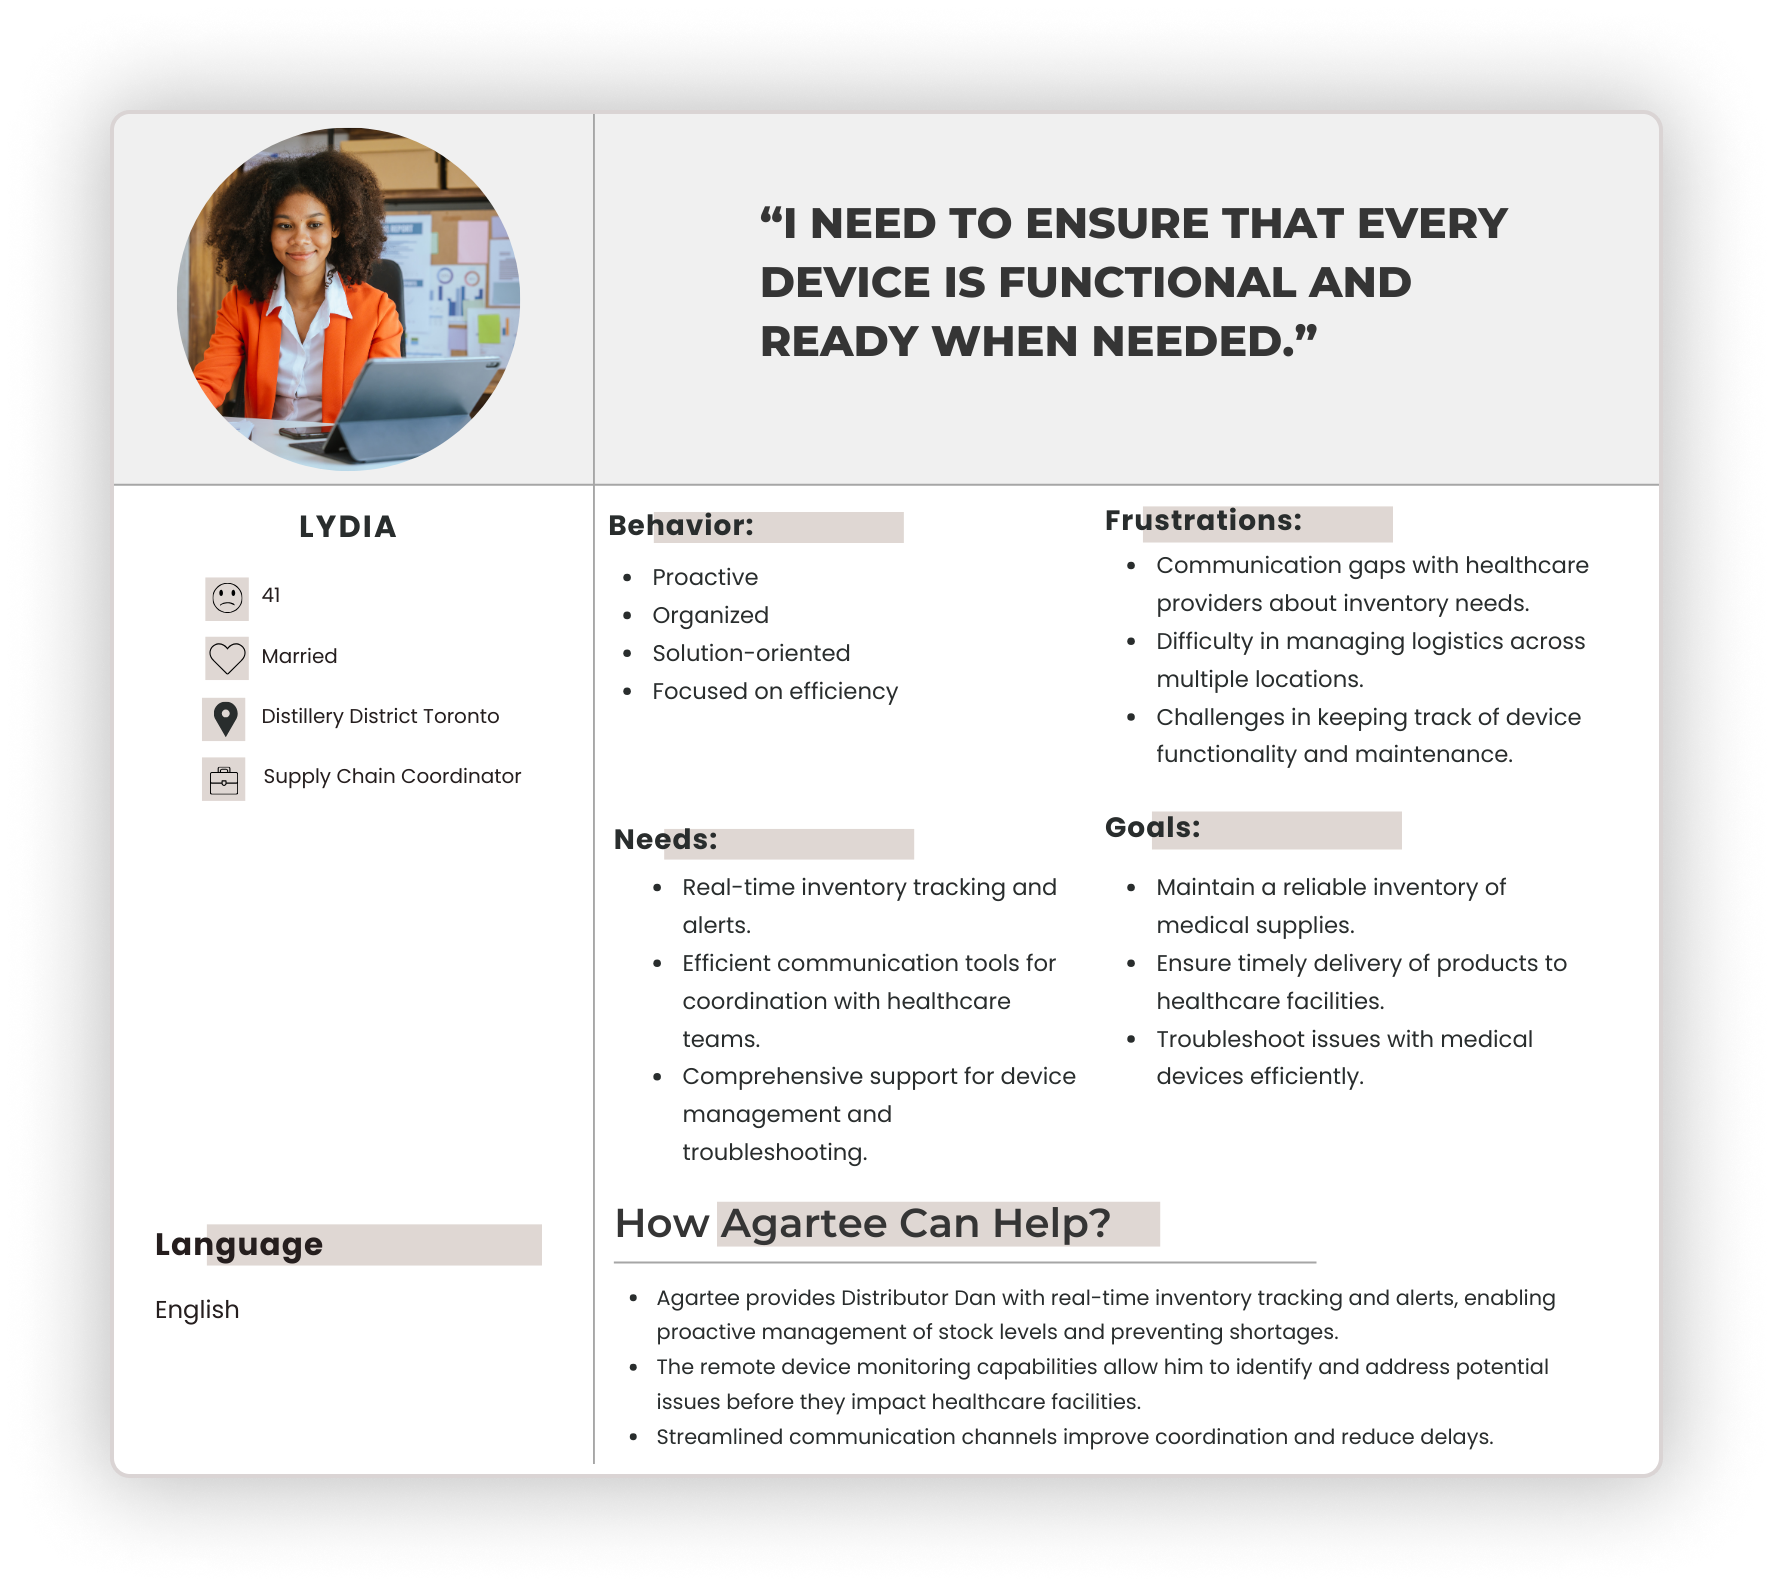 “I NEED TO ENSURE THAT EVERY
DEVICE IS FUNCTIONAL AND
READY WHEN NEEDED.”
LYDIA
41
Married
Distillery District Toronto
Supply Chain Coordinator
Language
English
Behavior:
• Proactive
• Organized
• Solution-oriented
• Focused on efficiency
Frustrations:
• Communication gaps with healthcare
providers about inventory needs.
• Difficulty in managing logistics across
multiple locations.
• Challenges in keeping track of device
functionality and maintenance.
Needs:
• Real-time inventory tracking and
alerts.
• Efficient communication tools for
coordination with healthcare
teams.
• Comprehensive support for device
management and
troubleshooting.
Goals:
• Maintain a reliable inventory of
medical supplies.
• Ensure timely delivery of products to
healthcare facilities.
• Troubleshoot issues with medical
devices efficiently.
How Agartee Can Help?
• Agartee provides Distributor Dan with real-time inventory tracking and alerts, enabling
proactive management of stock levels and preventing shortages.
• The remote device monitoring capabilities allow him to identify and address potential
issues before they impact healthcare facilities.
• Streamlined communication channels improve coordination and reduce delays.